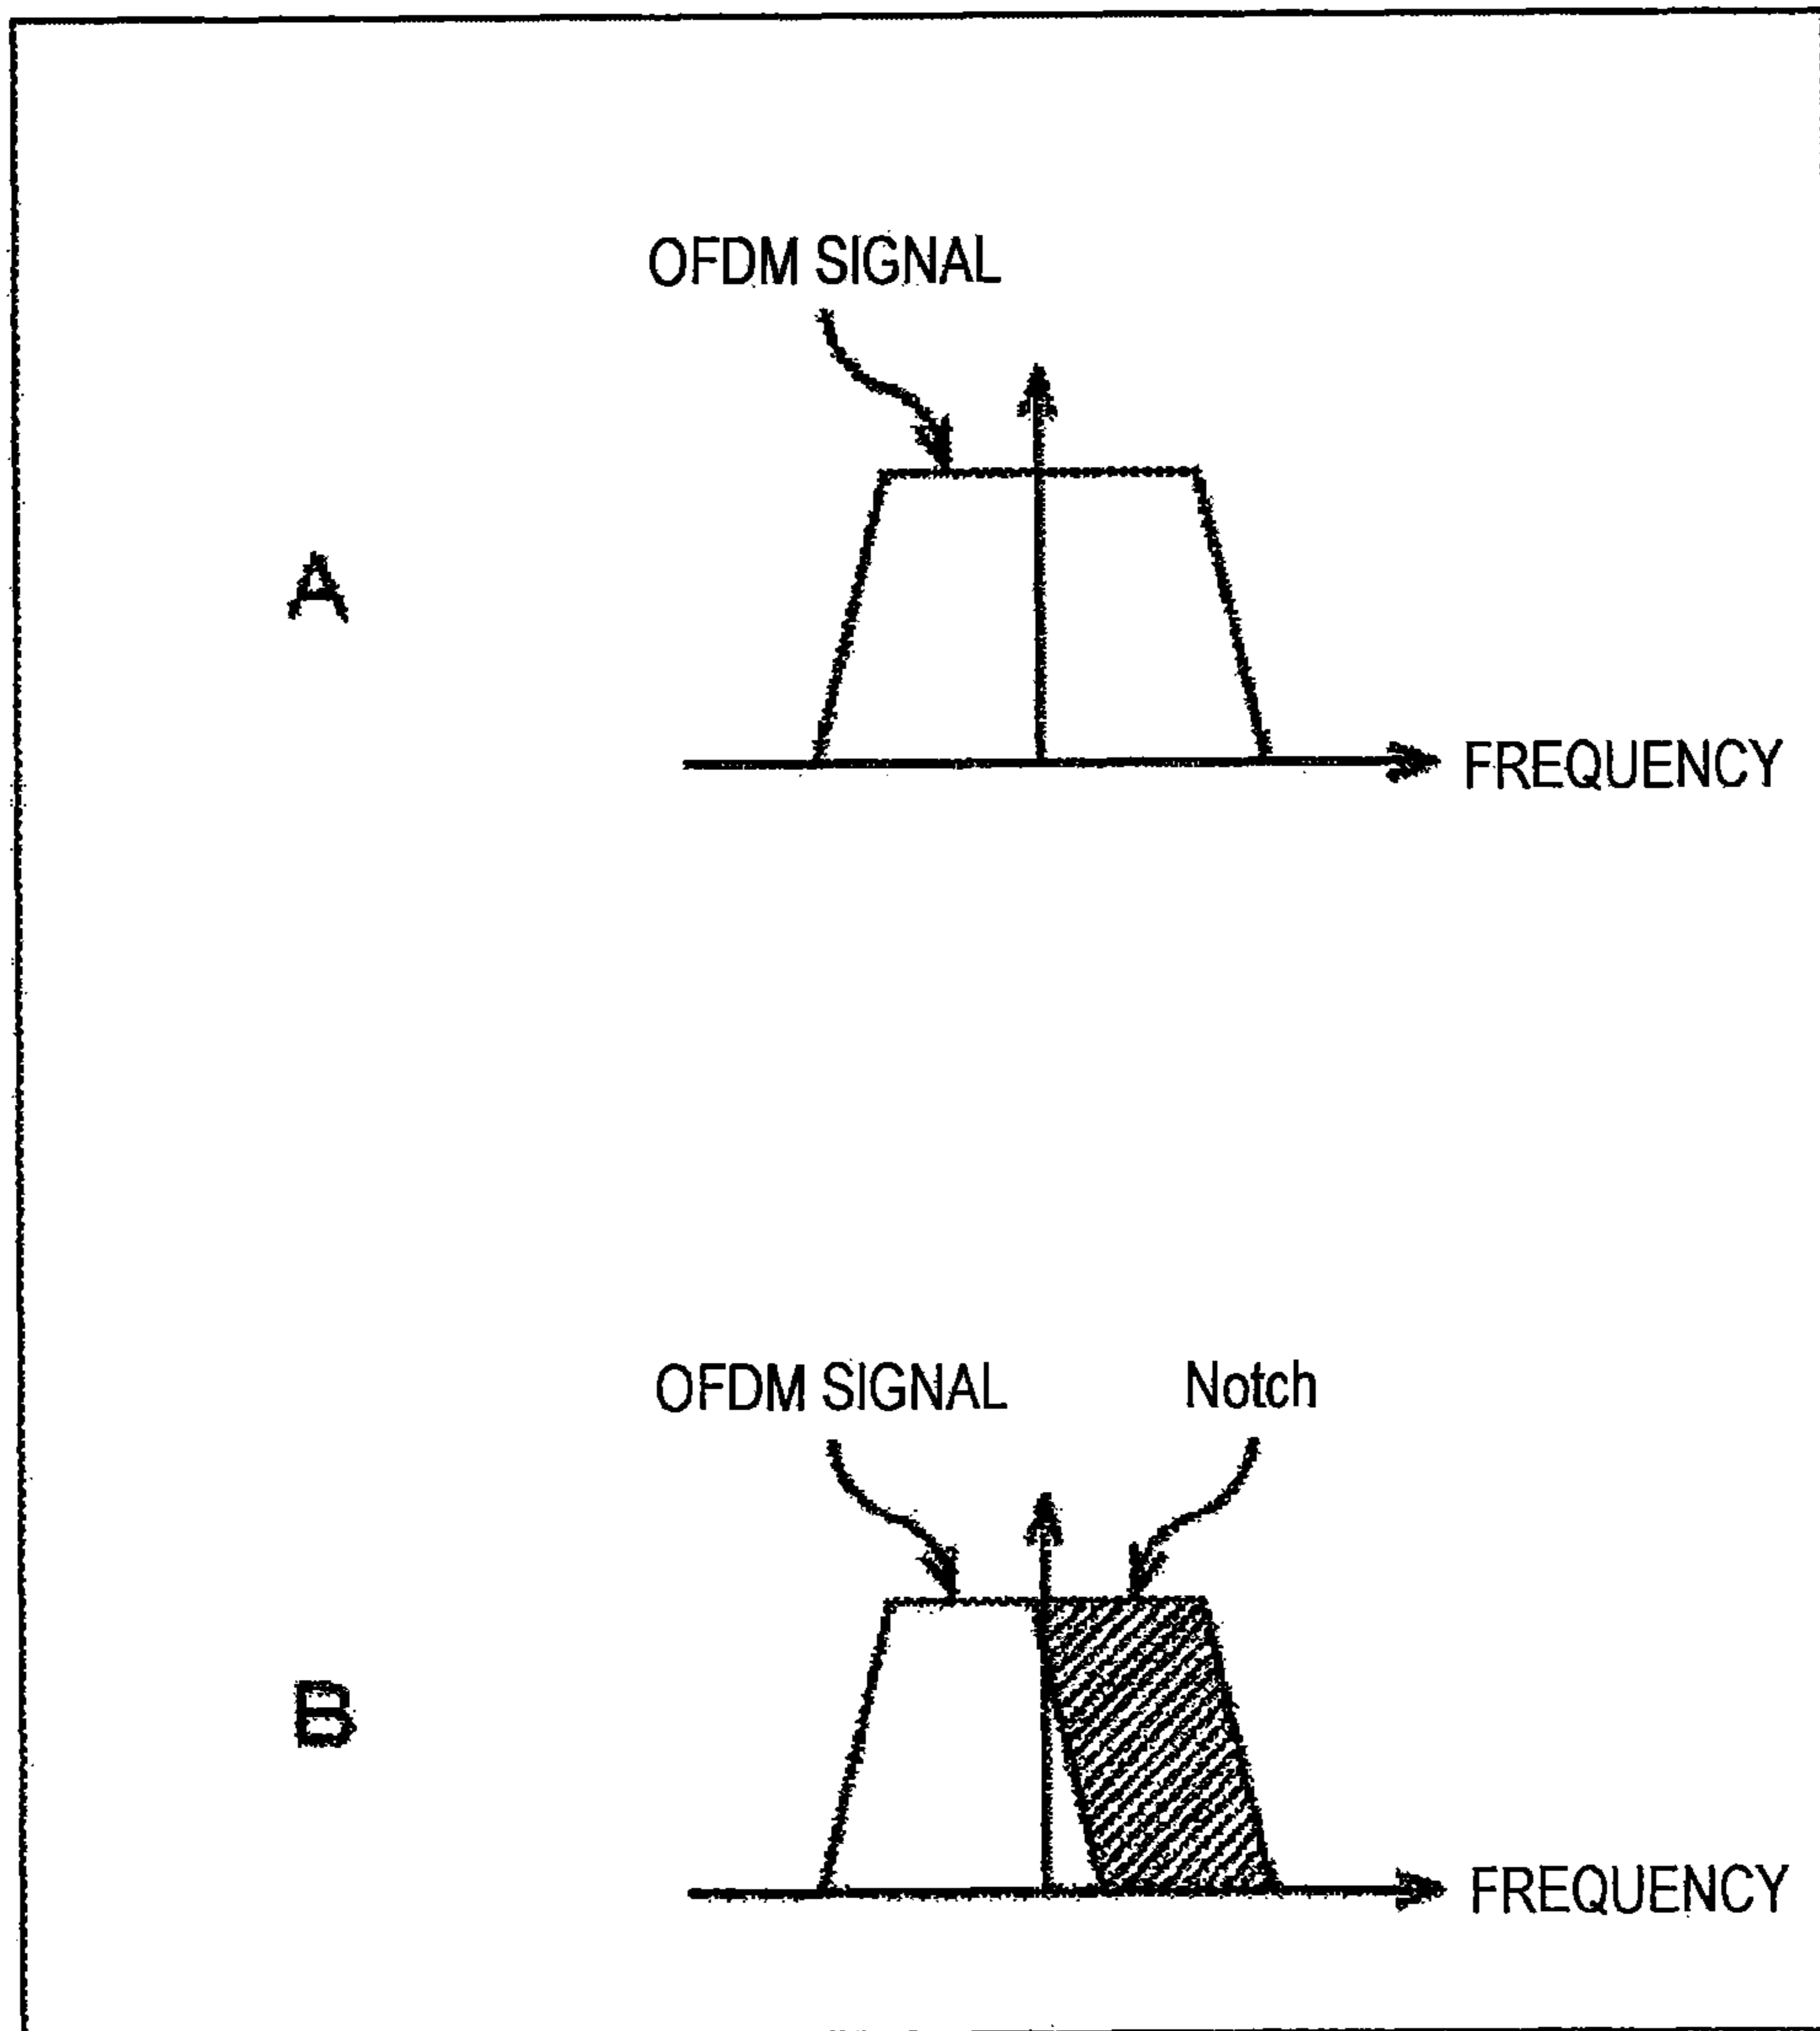 OFDM SIGNAL
A
FREQUENCY
OFDM SIGNAL Notch
B
FREQUENCY